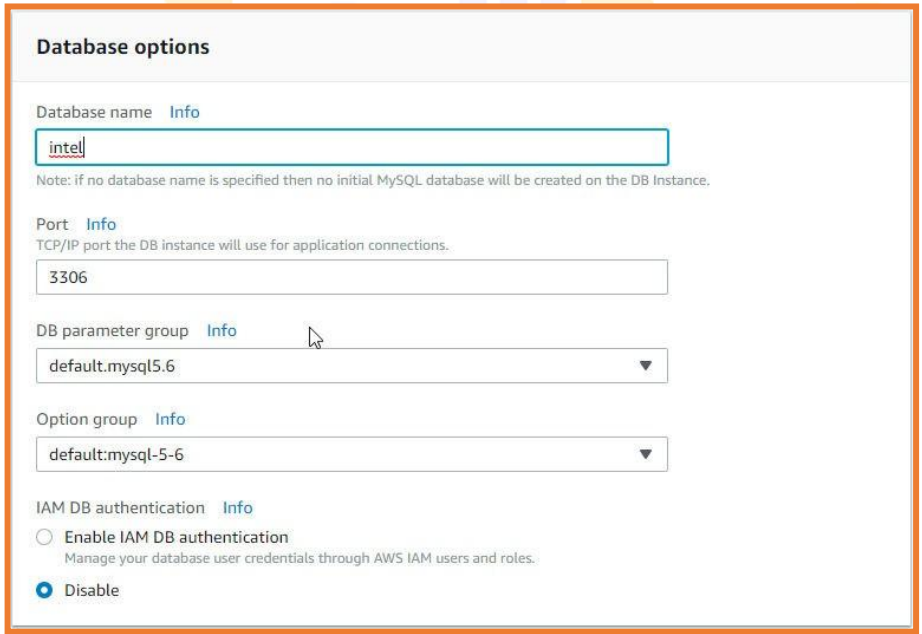 Database options
Database name Info
intel
Note: if no database name is specified then no initial MySQL database will be created on the DB Instance.
Port Info
TCP/IP port the DB instance will use for application connections.
3306
DB parameter group Info
default.mysql5.6
Option group Info
default:mysql-5-6
IAM DB authentication Info
Enable IAM DB authentication
Manage your database user credentials through AWS IAM users and roles.
Disable